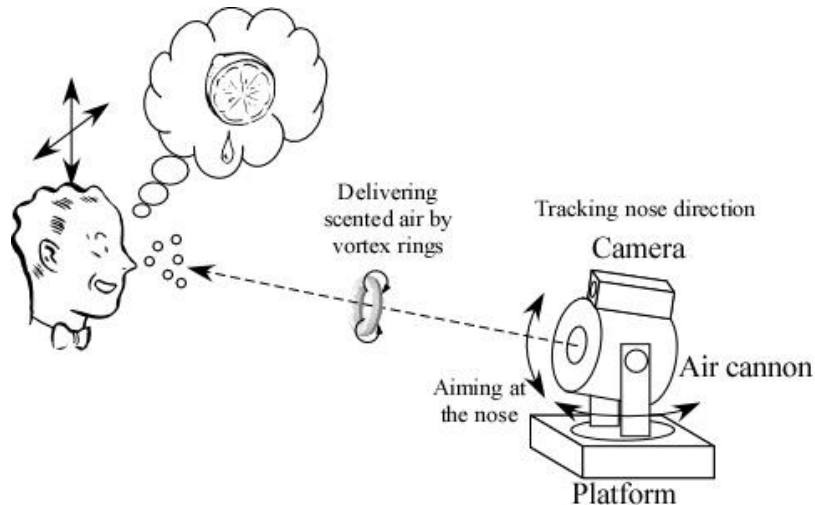 Delivering
scented air by
vortex rings
Tracking nose direction
Camera
Air cannon
Aiming at
the nose
Platform